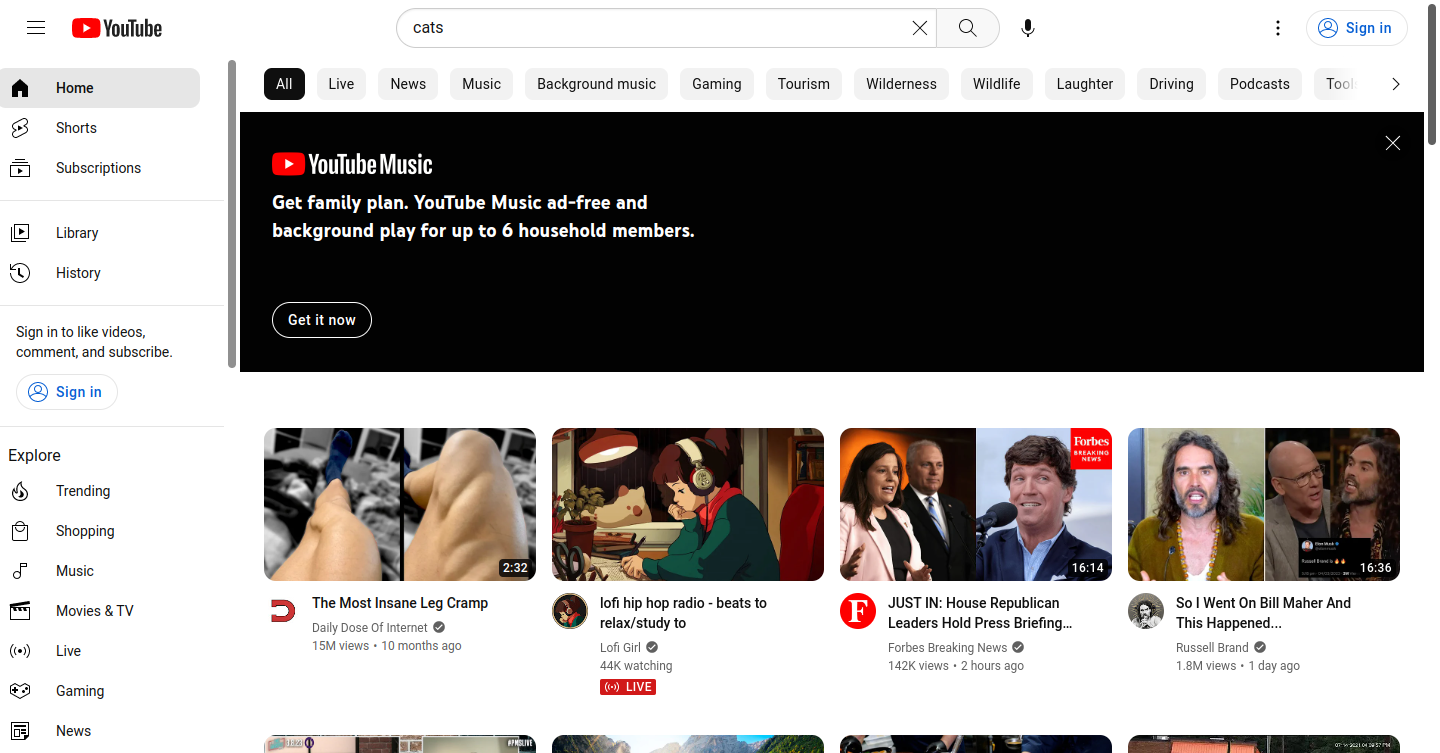 YouTube
cats
Sign in
Home
Shorts
Subscriptions
Library
History
Sign in to like videos,
comment, and subscribe.
Sign in
Explore
Trending
Shopping
Music
Movies & TV
Live
Gaming
News
All
Live
News
Music
Background music
Gaming
Tourism
Wilderness
Wildlife
Laughter
Driving
Podcasts
YouTube Music
Get family plan. YouTube Music ad-free and
background play for up to 6 household members.
Get it now
2:32
The Most Insane Leg Cramp
Daily Dose Of Internet
15M views • 10 months ago
lofi hip hop radio - beats to
relax/study to
Lofi Girl
44K watching
LIVE
Forbes
BREAKING
NEWS
16:14
F
JUST IN: House Republican
Leaders Hold Press Briefing...
Forbes Breaking News
142K views • 2 hours ago
Elon Musk
16:36
So I Went On Bill Maher And
This Happened...
Russell Brand
1.8M views • 1 day ago
#PMSLIVE